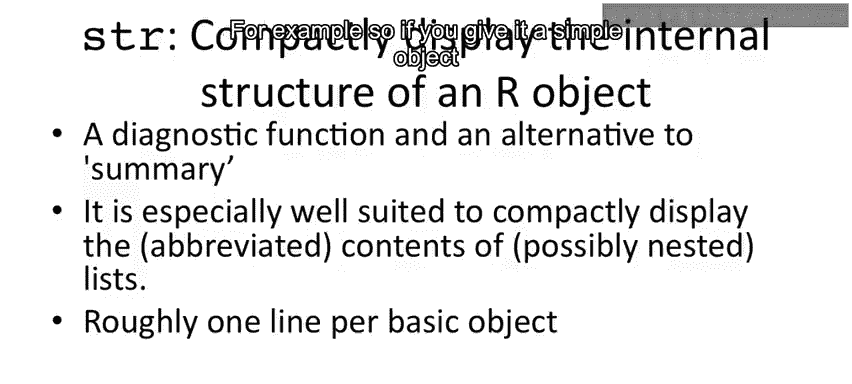 str: Compactly display the internal
For example so if you give it a simple
object
structure of an R object
• A diagnostic function and an alternative to
'summary’
• It is especially well suited to compactly display
the (abbreviated) contents of (possibly nested)
lists.
• Roughly one line per basic object